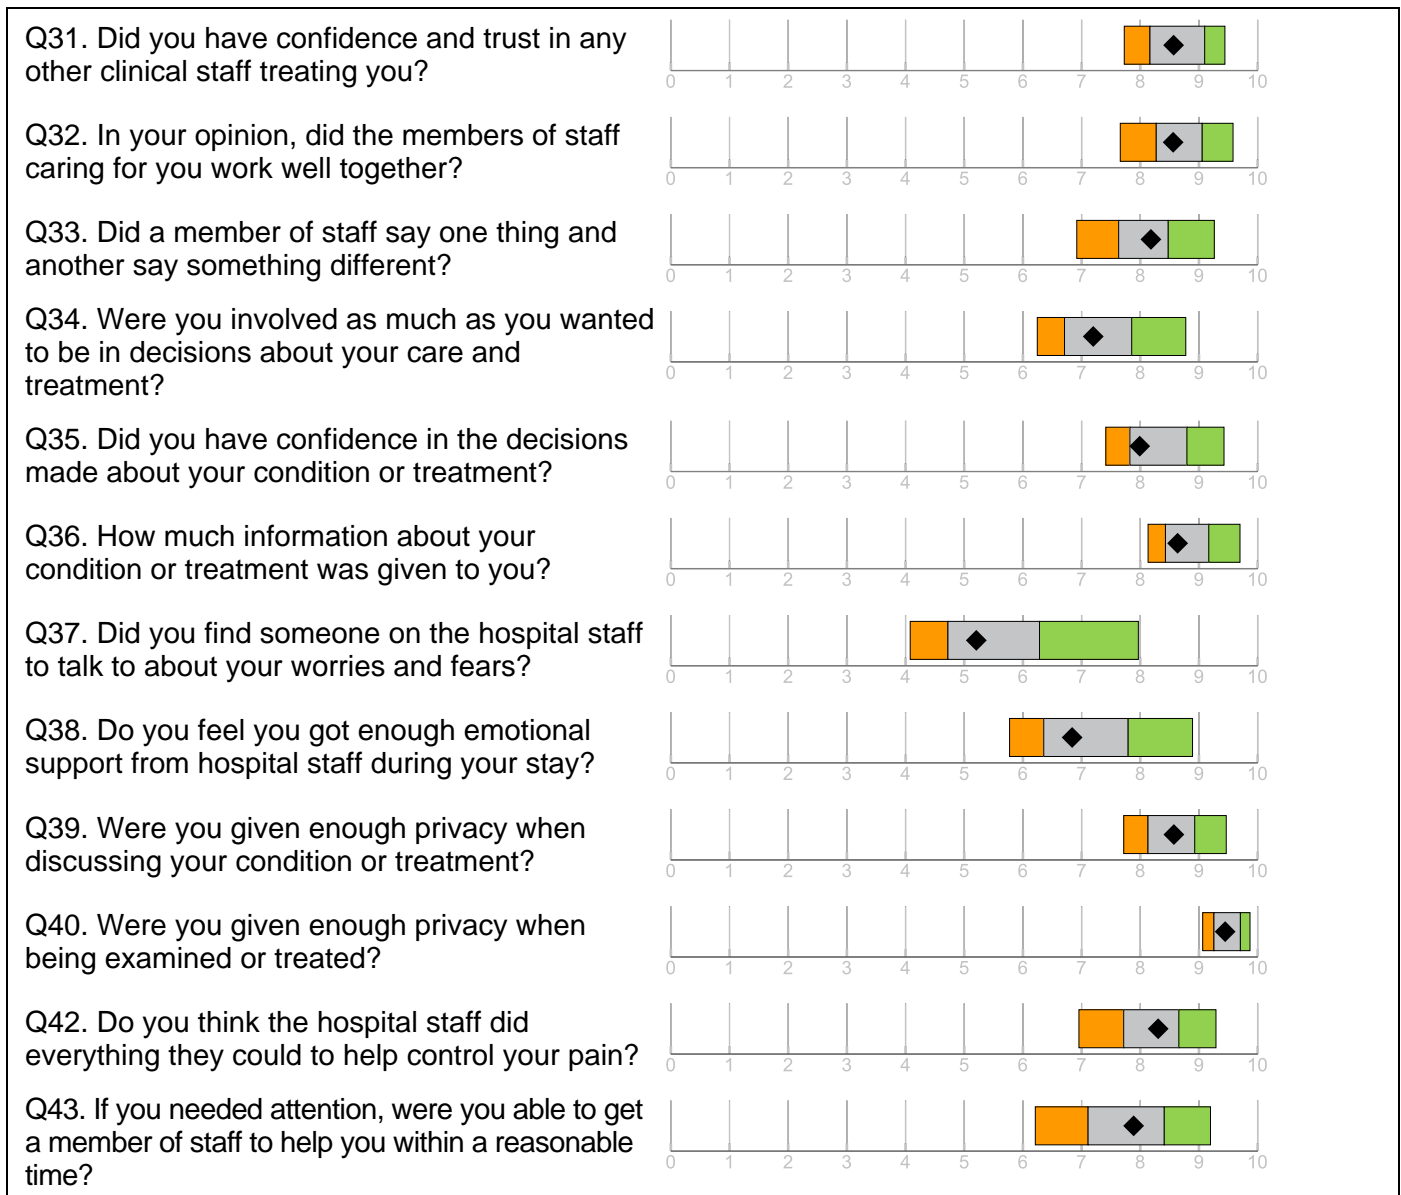 Q31. Did you have confidence and trust in any
other clinical staff treating you?
0 1 2 3 4 5 6 7 8 9 10
Q32. In your opinion, did the members of staff
caring for you work well together?
0 1 2 3 4 5 6 7 8 9 10
Q33. Did a member of staff say one thing and
another say something different?
0 1 2 3 4 5 6 7 8 9 10
Q34. Were you involved as much as you wanted
to be in decisions about your care and
treatment?
0 1 2 3 4 5 6 7 8 9 10
Q35. Did you have confidence in the decisions
made about your condition or treatment?
0 1 2 3 4 5 6 7 8 9 10
Q36. How much information about your
condition or treatment was given to you?
0 1 2 3 4 5 6 7 8 9 10
Q37. Did you find someone on the hospital staff
to talk to about your worries and fears?
0 1 2 3 4 5 6 7 8 9 10
Q38. Do you feel you got enough emotional
support from hospital staff during your stay?
0 1 2 3 4 5 6 7 8 9 10
Q39. Were you given enough privacy when
discussing your condition or treatment?
0 1 2 3 4 5 6 7 8 9 10
Q40. Were you given enough privacy when
being examined or treated?
0 1 2 3 4 5 6 7 8 9 10
Q42. Do you think the hospital staff did
everything they could to help control your pain?
0 1 2 3 4 5 6 7 8 9 10
Q43. If you needed attention, were you able to get
a member of staff to help you within a reasonable
time?
0 1 2 3 4 5 6 7 8 9 10